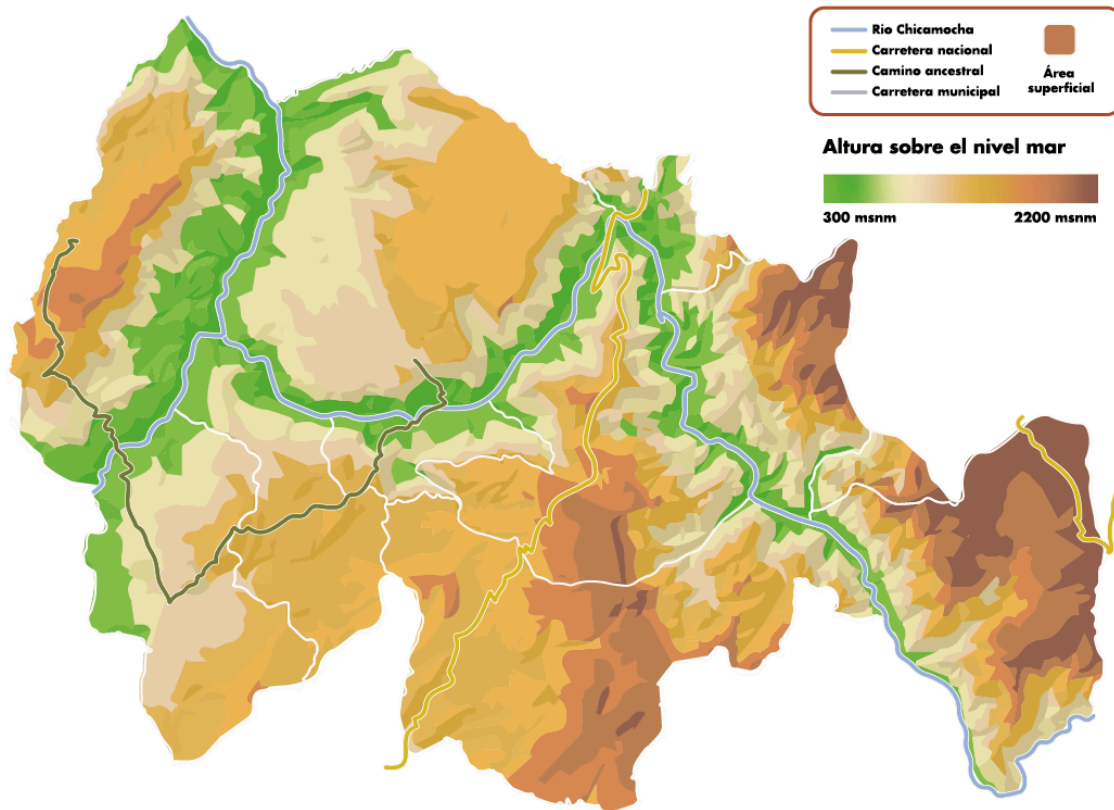 Rio Chicamocha
Carretera nacional
Camino ancestral
Carretera municipal
Área
superficial
Altura sobre el nivel mar
300 msnm
2200 msnm